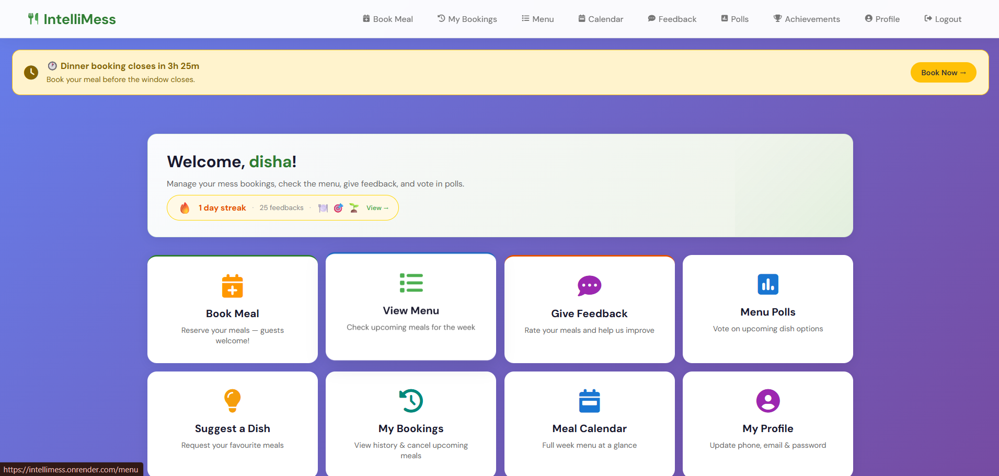 IntelliMess
Book Meal
My Bookings
Menu
Calendar
Feedback
Polls
Achievements
Profile
Logout
Dinner booking closes in 3h 25m
Book your meal before the window closes.
Book Now →
Welcome, disha!
Manage your mess bookings, check the menu, give feedback, and vote in polls.
1 day streak · 25 feedbacks · View →
Book Meal
Reserve your meals — guests
welcome!
View Menu
Check upcoming meals for the week
Give Feedback
Rate your meals and help us improve
Menu Polls
Vote on upcoming dish options
Suggest a Dish
Request your favourite meals
My Bookings
View history & cancel upcoming
meals
Meal Calendar
Full week menu at a glance
My Profile
Update phone, email & password
https://intellimess.onrender.com/menu